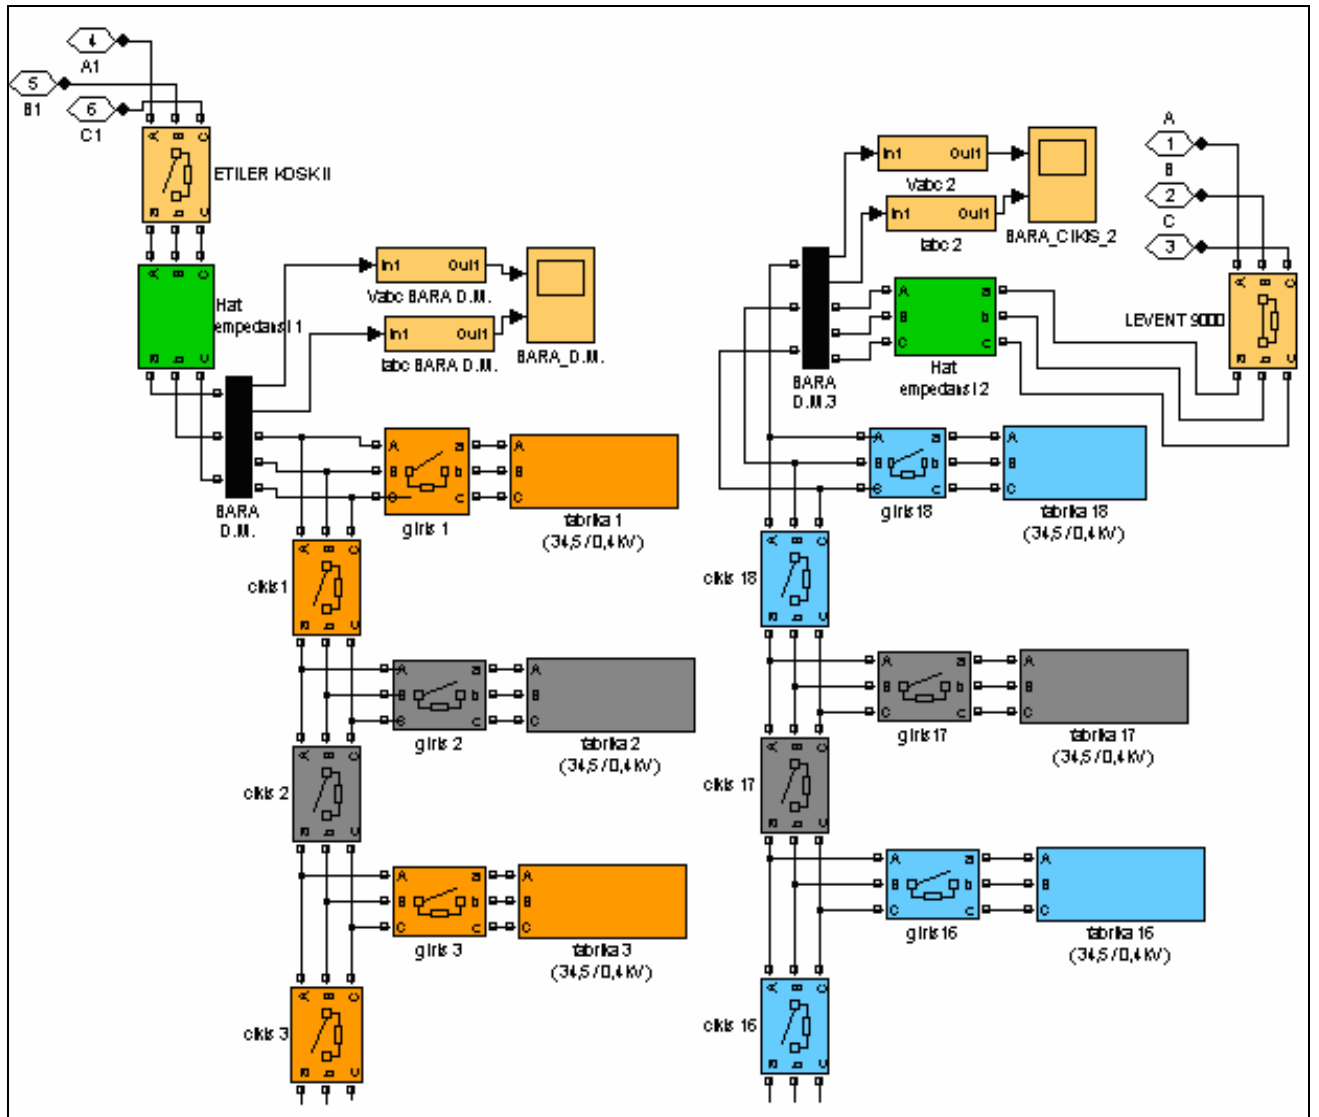 4
A1
5
B1
6
C1
A B C
ETILER KOSK II
A B C
Hat
empedansi 1
In1 Out1
Vabc BARA D.M.
In1 Out1
Iabc BARA D.M.
BARA_D.M.
BARA
D.M.
A a
B b
C c
giris 1
A
B
C
fabrika 1
(34,5/0,4 kV)
A B C
cikis 1
A a
B b
C c
giris 2
A
B
C
fabrika 2
(34,5/0,4 kV)
A B C
cikis 2
A a
B b
C c
giris 3
A
B
C
fabrika 3
(34,5/0,4 kV)
A B C
cikis 3
In1 Out1
Vabc 2
In1 Out1
Iabc 2
BARA_CIKIS_2
A
1
B
2
C
3
A B C
LEVENT 9000
BARA
D.M.3
A a
B b
C c
Hat
empedansi 2
A a
B b
C c
giris 18
A
B
C
fabrika 18
(34,5/0,4 kV)
A B C
cikis 18
A a
B b
C c
giris 17
A
B
C
fabrika 17
(34,5/0,4 kV)
A B C
cikis 17
A a
B b
C c
giris 16
A
B
C
fabrika 16
(34,5/0,4 kV)
A B C
cikis 16